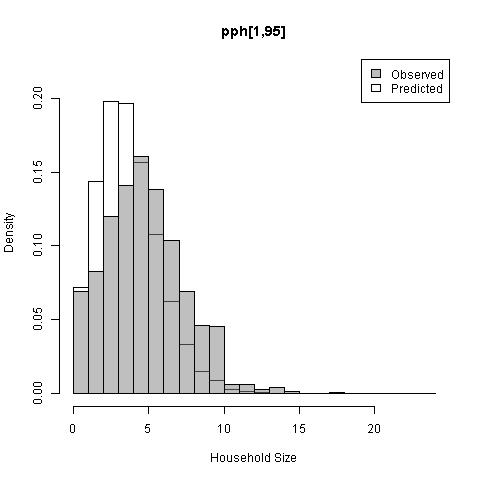 pph[1,95]
Observed
Predicted
0.20
0.15
0.10
0.05
0.00
Density
0 5 10 15 20
Household Size